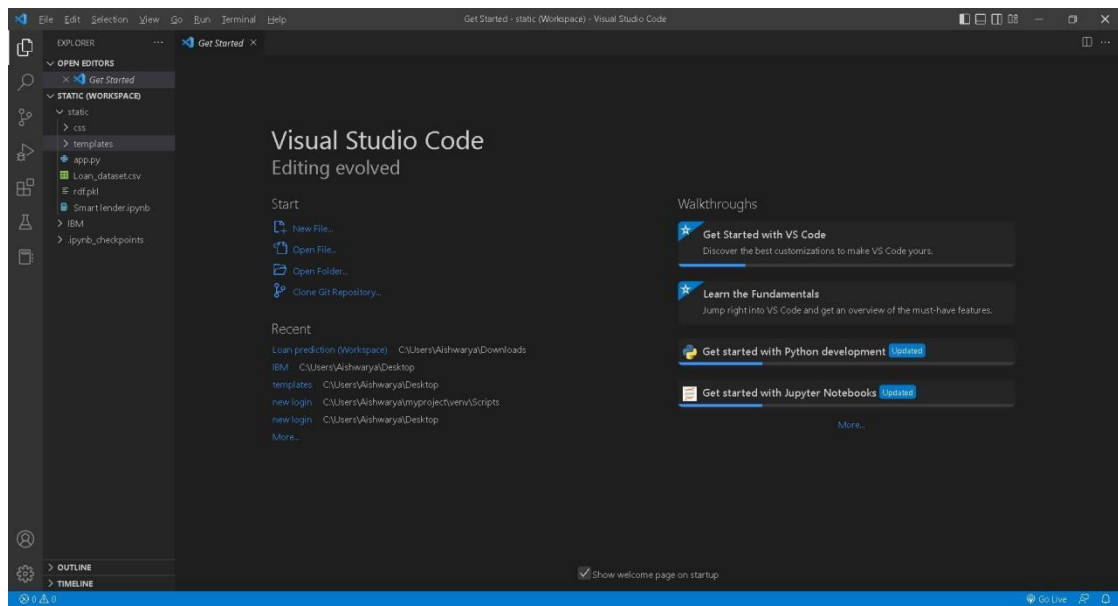 File Edit Selection View Go Run Terminal Help
Get Started - static (Workspace) - Visual Studio Code
EXPLORER
Get Started
OPEN EDITORS
Get Started
STATIC (WORKSPACE)
static
css
templates
app.py
Loan_dataset.csv
rdf.pkl
Smart lender.ipynb
IBM
.ipynb_checkpoints
OUTLINE
TIMELINE
Visual Studio Code
Editing evolved
Start
New File...
Open File...
Open Folder...
Clone Git Repository...
Recent
Loan prediction (Workspace) C:\Users\Aishwarya\Downloads
IBM C:\Users\Aishwarya\Desktop
templates C:\Users\Aishwarya\Desktop
new login C:\Users\Aishwarya\myproject\venv\Scripts
new login C:\Users\Aishwarya\Desktop
More...
Walkthroughs
Get Started with VS Code
Discover the best customizations to make VS Code yours.
Learn the Fundamentals
Jump right into VS Code and get an overview of the must-have features.
Get started with Python development Updated
Get started with Jupyter Notebooks Updated
More...
Show welcome page on startup
0 0
Go Live